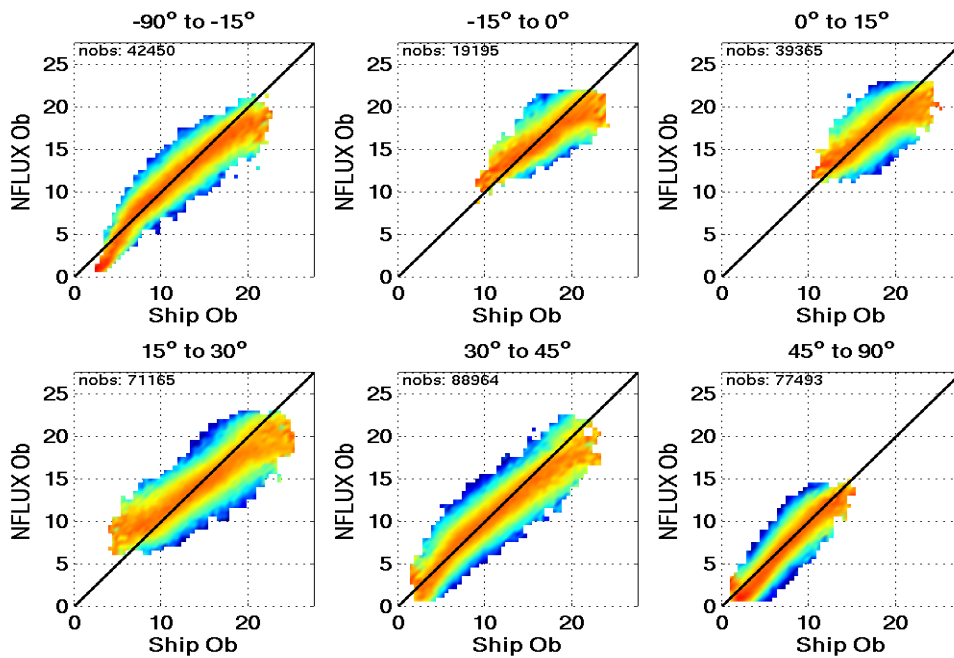 -90° to -15°
nobs: 42450
25
20
15
10
5
0
NFLUX Ob
0 10 20
Ship Ob
-15° to 0°
nobs: 19195
25
20
15
10
5
0
NFLUX Ob
0 10 20
Ship Ob
0° to 15°
nobs: 39365
25
20
15
10
5
0
NFLUX Ob
0 10 20
Ship Ob
15° to 30°
nobs: 71165
25
20
15
10
5
0
NFLUX Ob
0 10 20
Ship Ob
30° to 45°
nobs: 88964
25
20
15
10
5
0
NFLUX Ob
0 10 20
Ship Ob
45° to 90°
nobs: 77493
25
20
15
10
5
0
NFLUX Ob
0 10 20
Ship Ob